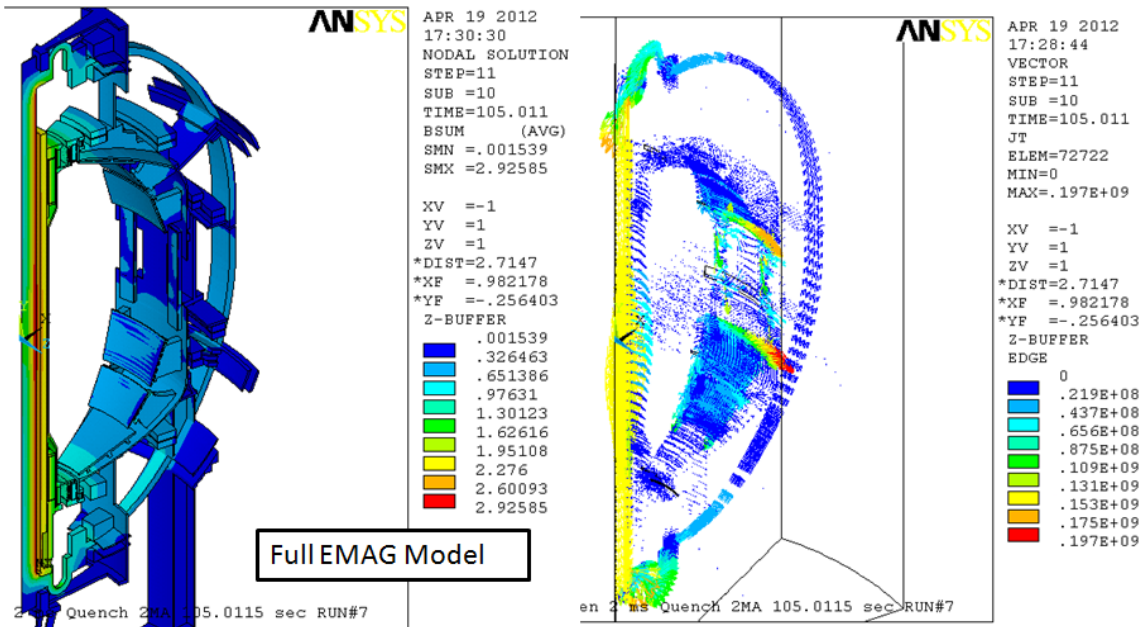 ANSYS
APR 19 2012
17:30:30
NODAL SOLUTION
STEP=11
SUB =10
TIME=105.011
BSUM (AVG)
SMN =.001539
SMX =2.92585
XV =-1
YV =1
ZV =1
*DIST=2.7147
*XF =.982178
*YF =-.256403
Z-BUFFER
.001539
.326463
.651386
.97631
1.30123
1.62616
1.95108
2.276
2.60093
2.92585
Full EMAG Model
Quench 2MA 105.0115 sec RUN#7
ANSYS
APR 19 2012
17:28:44
VECTOR
STEP=11
SUB =10
TIME=105.011
JT
ELEM=72722
MIN=0
MAX=.197E+09
XV =-1
YV =1
ZV =1
*DIST=2.7147
*XF =.982178
*YF =-.256403
Z-BUFFER
EDGE
0
.219E+08
.437E+08
.656E+08
.875E+08
.109E+09
.131E+09
.153E+09
.175E+09
.197E+09
en 2 ms Quench 2MA 105.0115 sec RUN#7